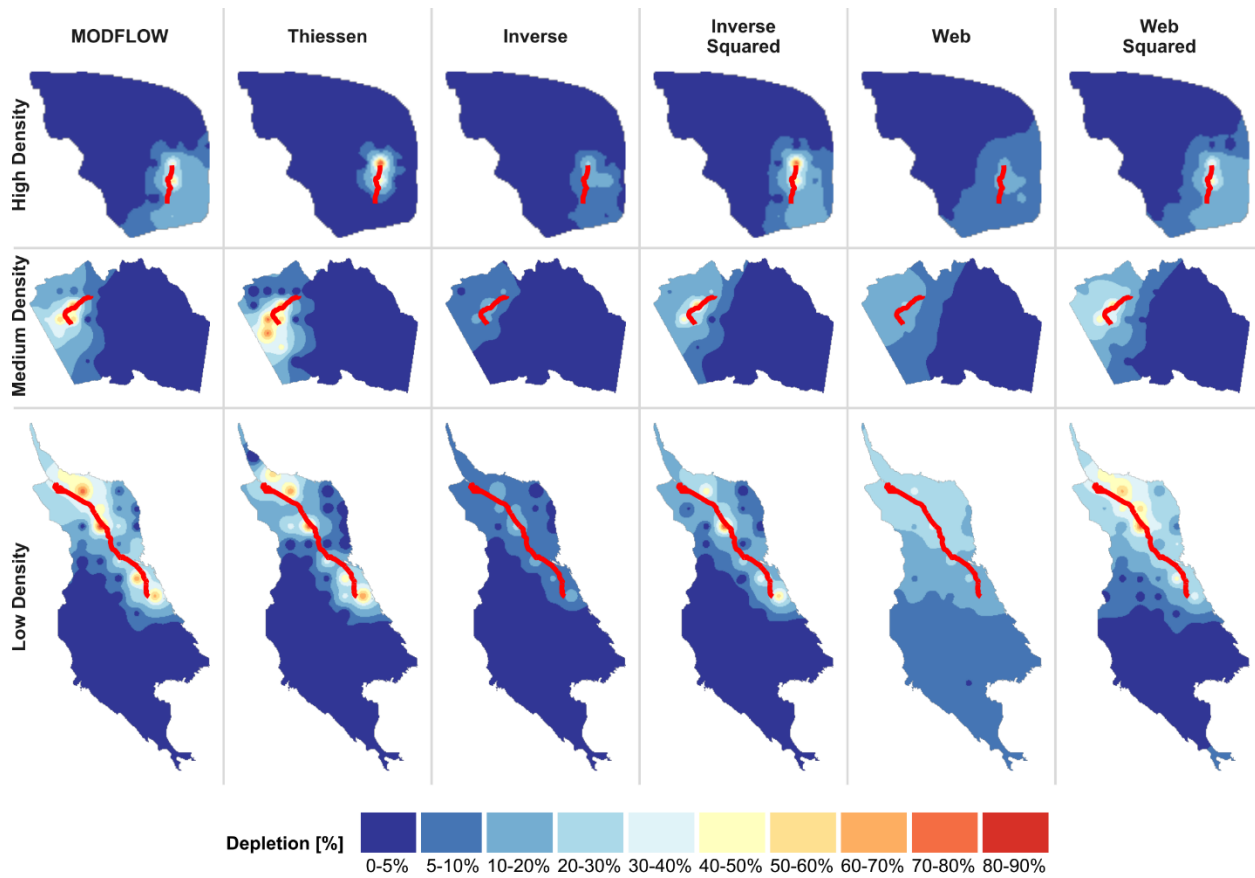 MODFLOW
Thiessen
Inverse
Inverse
Squared
Web
Web
Squared
High Density
Medium Density
Low Density
Depletion [%]
0-5%
5-10%
10-20%
20-30%
30-40%
40-50%
50-60%
60-70%
70-80%
80-90%